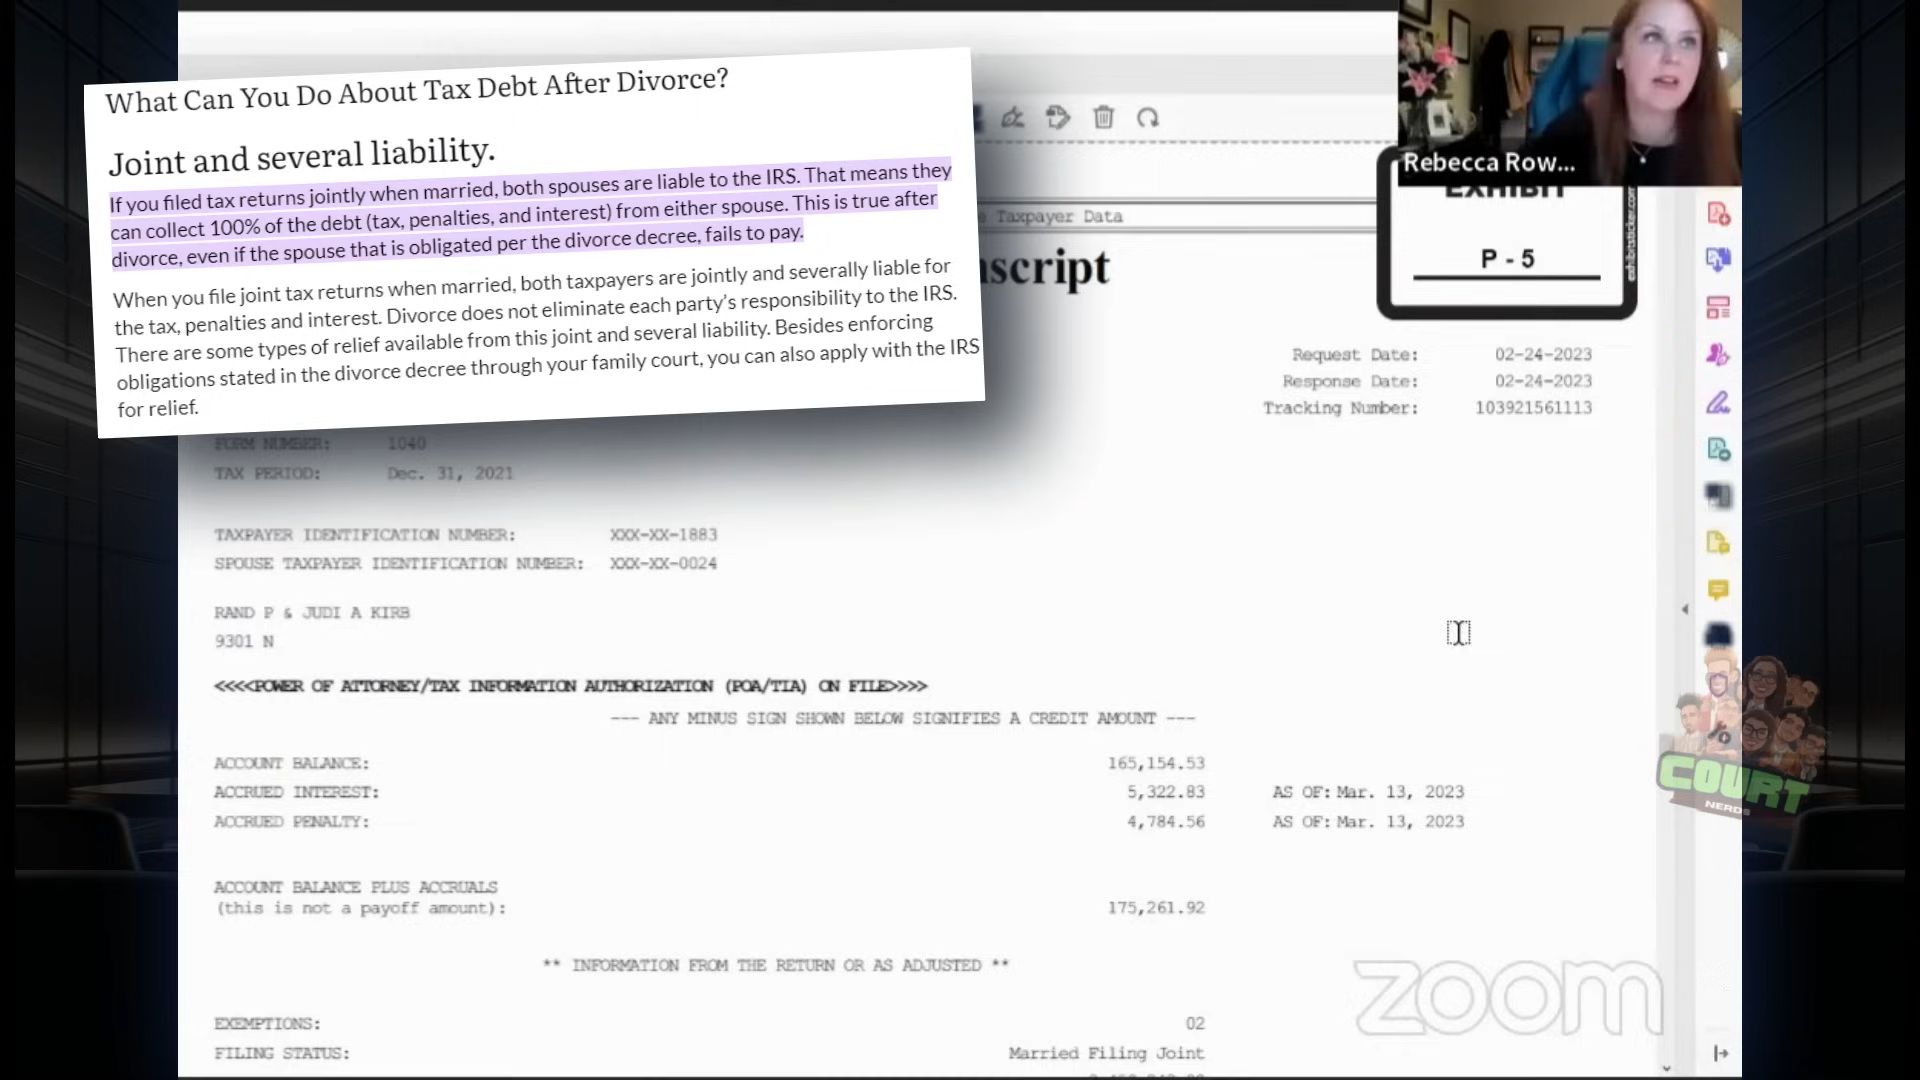 What Can You Do About Tax Debt After Divorce?
Joint and several liability.
If you filed tax returns jointly when married, both spouses are liable to the IRS. That means they
can collect 100% of the debt (tax, penalties, and interest) from either spouse. This is true after
divorce, even if the spouse that is obligated per the divorce decree, fails to pay.
When you file joint tax returns when married, both taxpayers are jointly and severally liable for
the tax, penalties and interest. Divorce does not eliminate each party's responsibility to the IRS.
There are some types of relief available from this joint and several liability. Besides enforcing
obligations stated in the divorce decree through your family court, you can also apply with the IRS
for relief.
Rebecca Row...
EXHIBIT
P - 5
exhibitsticker.com
Taxpayer Data
script
Request Date: 02-24-2023
Response Date: 02-24-2023
Tracking Number: 103921561113
FORM NUMBER: 1040
TAX PERIOD: Dec. 31, 2021
TAXPAYER IDENTIFICATION NUMBER: XXX-XX-1883
SPOUSE TAXPAYER IDENTIFICATION NUMBER: XXX-XX-0024
RAND P & JUDI A KIRB
9301 N
<<<<POWER OF ATTORNEY/TAX INFORMATION AUTHORIZATION (POA/TIA) ON FILE>>>>
--- ANY MINUS SIGN SHOWN BELOW SIGNIFIES A CREDIT AMOUNT ---
ACCOUNT BALANCE: 165,154.53
ACCRUED INTEREST: 5,322.83 AS OF: Mar. 13, 2023
ACCRUED PENALTY: 4,784.56 AS OF: Mar. 13, 2023
ACCOUNT BALANCE PLUS ACCRUALS
(this is not a payoff amount): 175,261.92
** INFORMATION FROM THE RETURN OR AS ADJUSTED **
EXEMPTIONS: 02
FILING STATUS: Married Filing Joint
COURT
NERDS
zoom